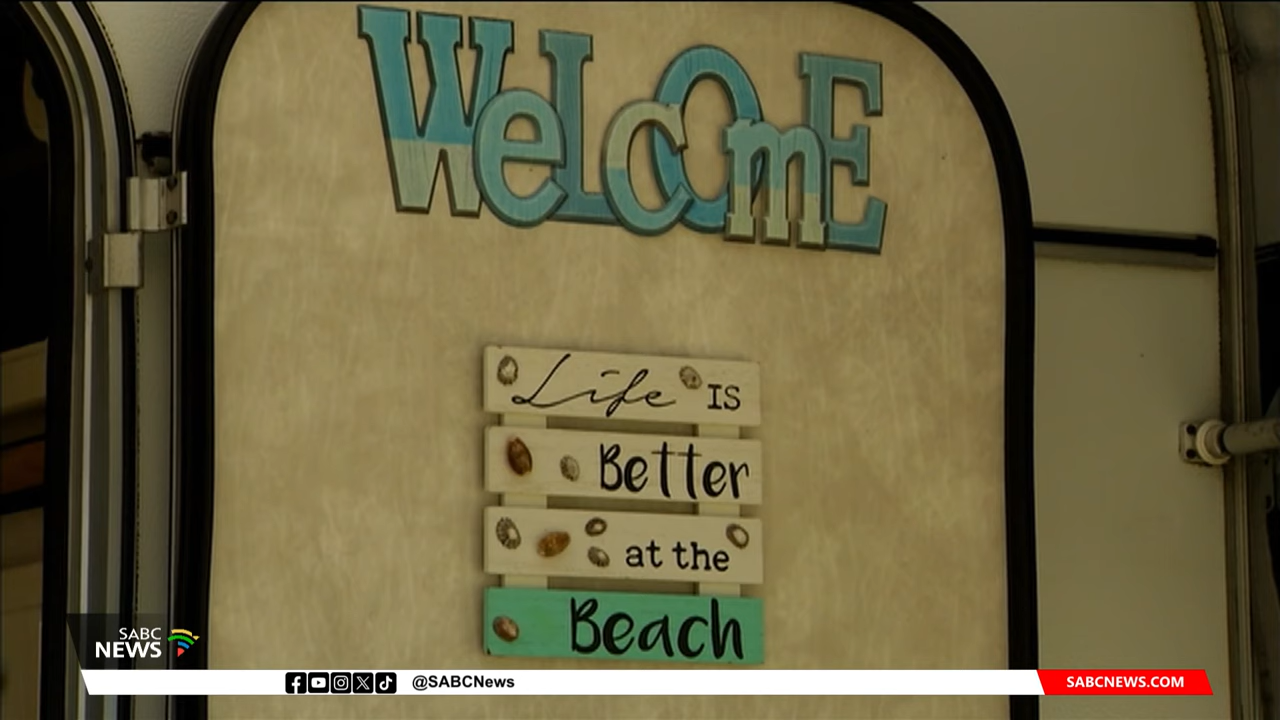 WeLcOmE
Life IS
Better
at the
Beach
SABC
NEWS
@SABCNews
SABCNEWS.COM